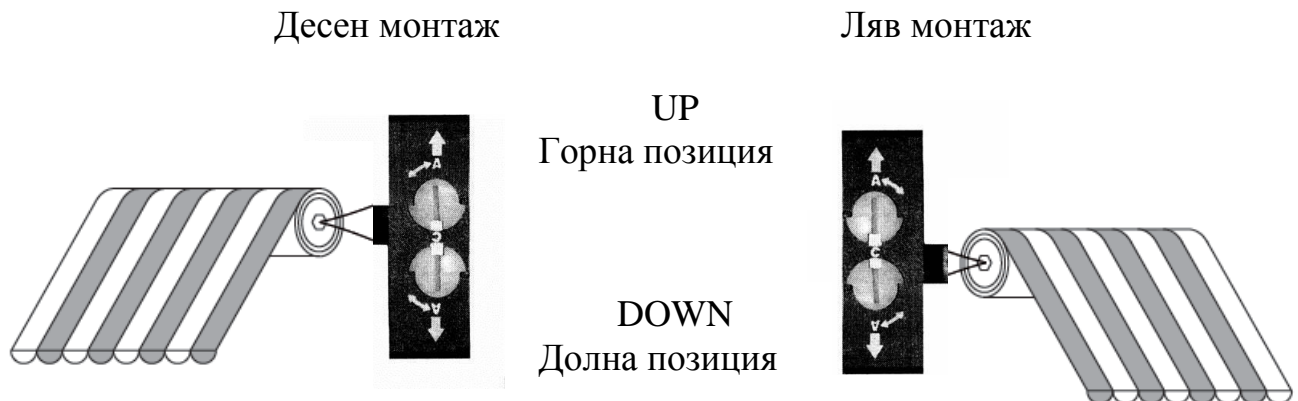 Десен монтаж
Ляв монтаж
UP
Горна позиция
A
A
C
C
DOWN
Долна позиция
A
A